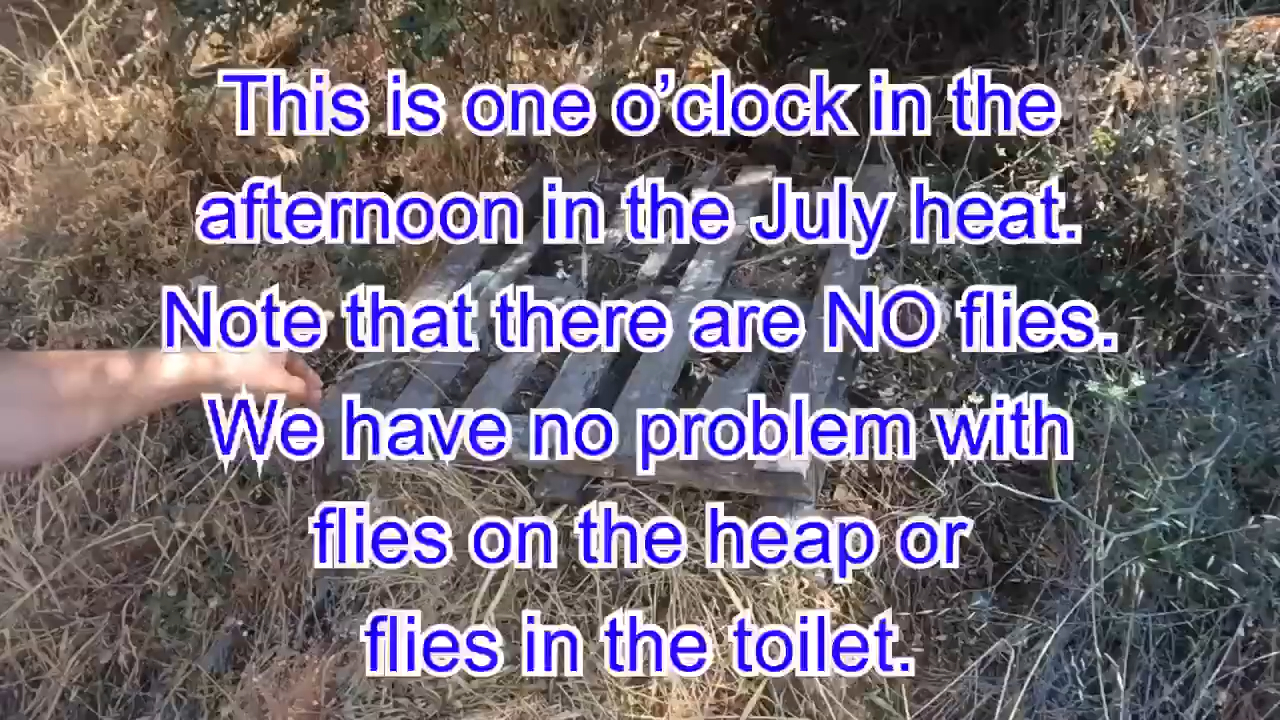 This is one o’clock in the
afternoon in the July heat.
Note that there are NO flies.
We have no problem with
flies on the heap or
flies in the toilet.